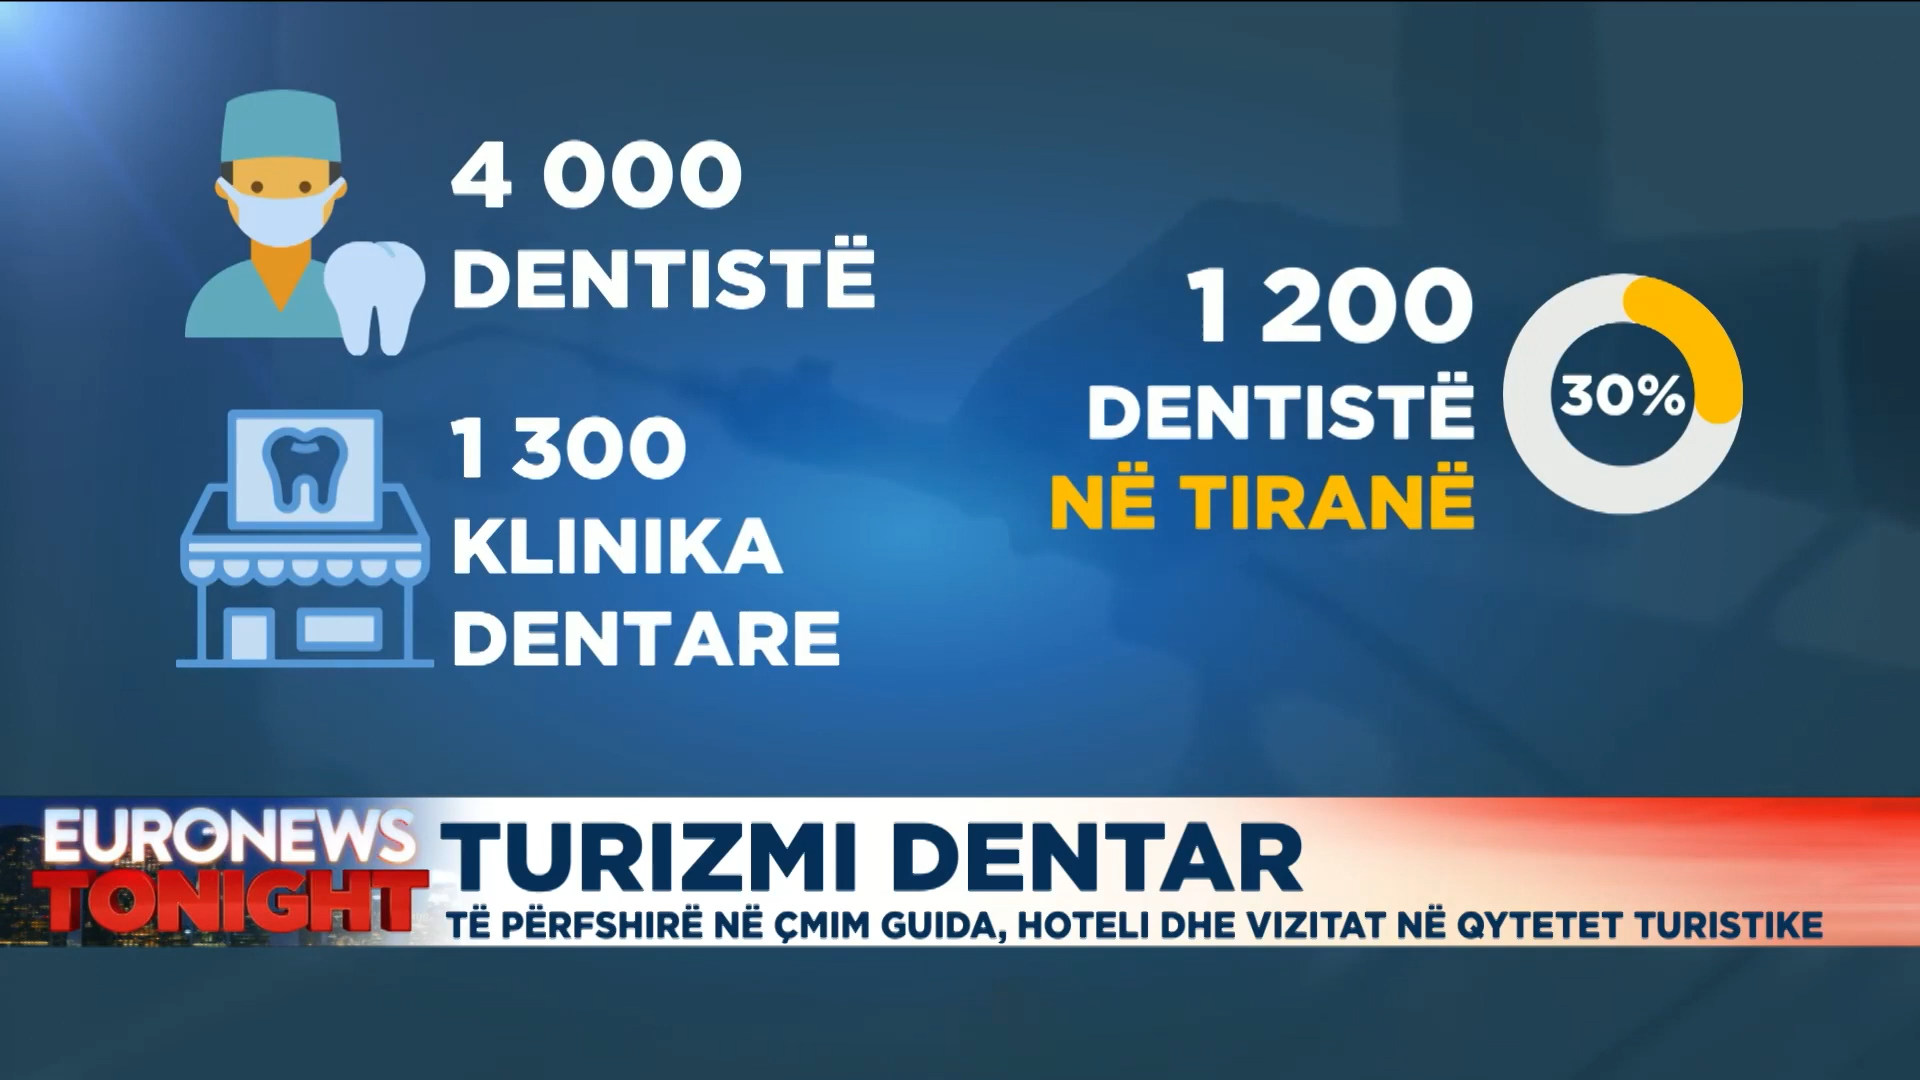 4 000
DENTISTË
1 300
KLINIKA
DENTARE
1 200
DENTISTË
NË TIRANË
30%
EURONEWS
TONIGHT
TURIZMI DENTAR
TË PËRFSHIRË NË ÇMIM GUIDA, HOTELI DHE VIZITAT NË QYTETET TURISTIKE